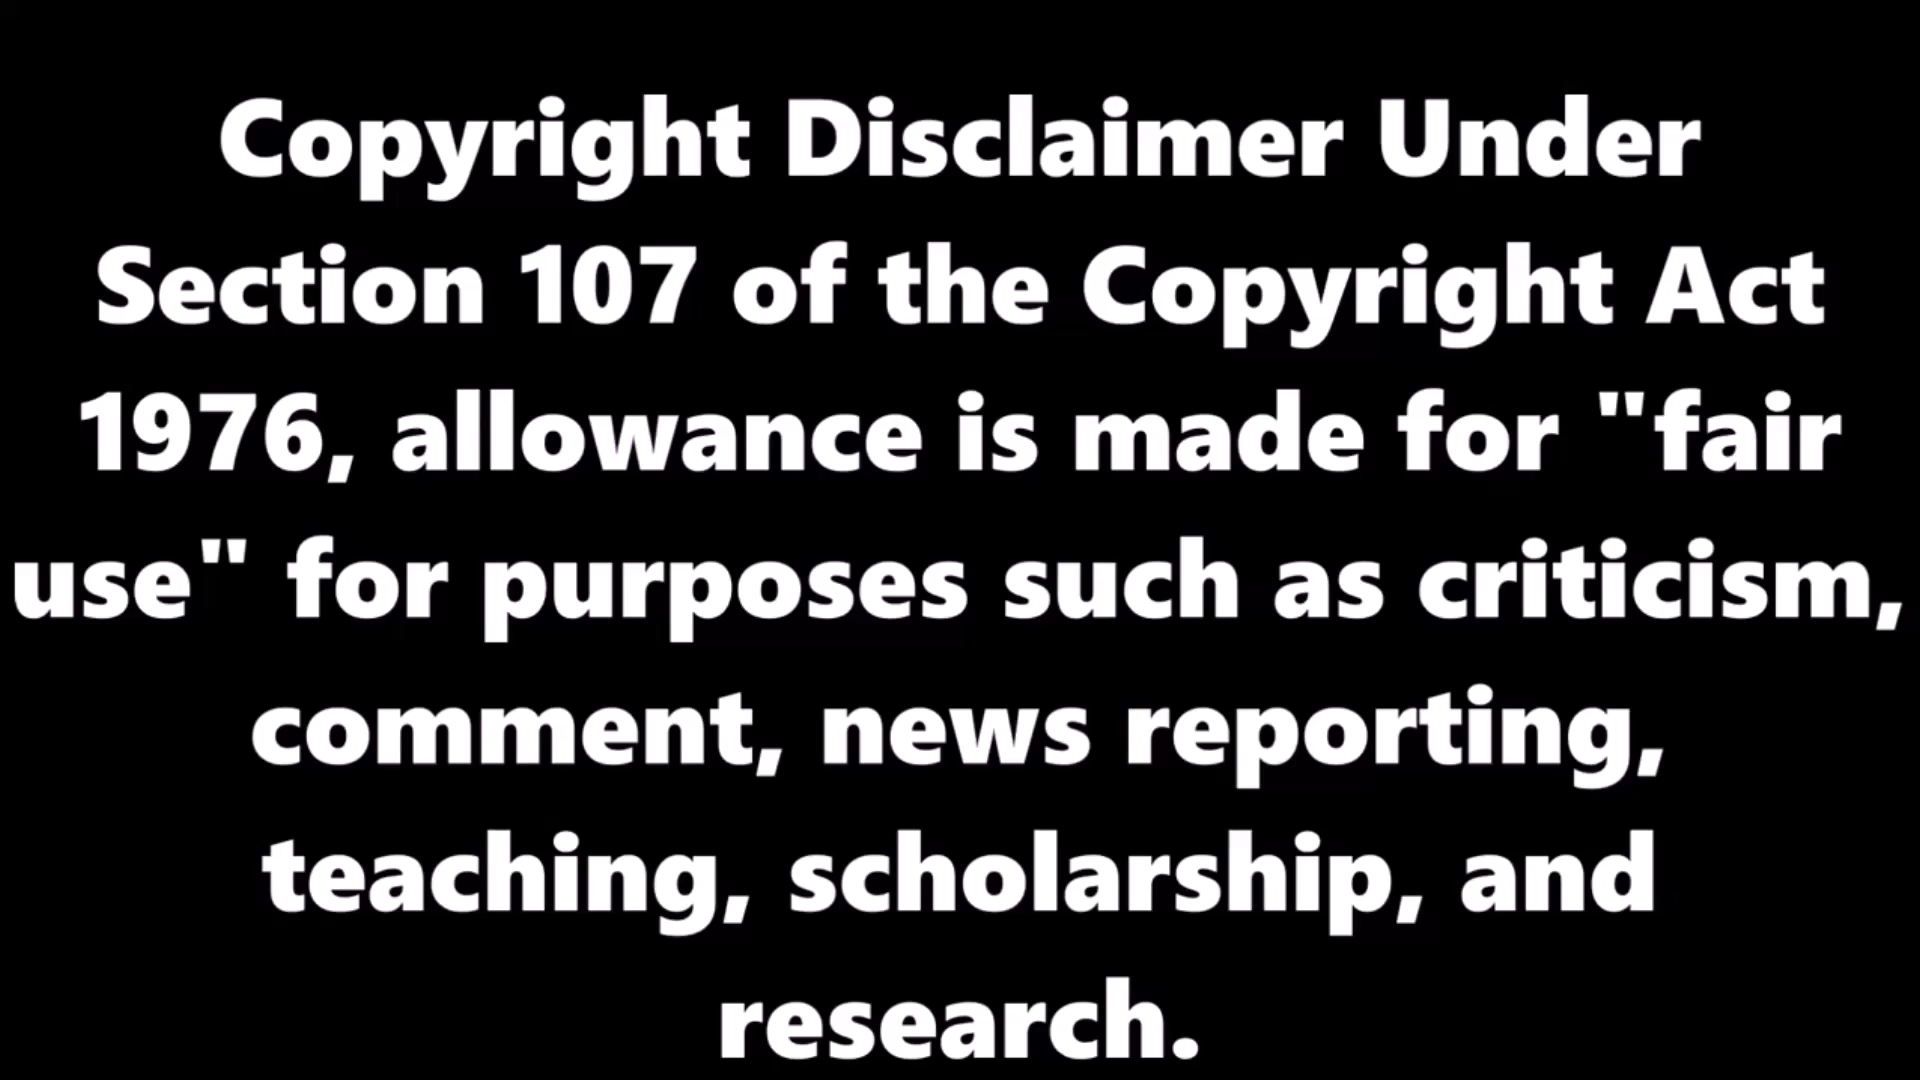 Copyright Disclaimer Under
Section 107 of the Copyright Act
1976, allowance is made for "fair
use" for purposes such as criticism,
comment, news reporting,
teaching, scholarship, and
research.